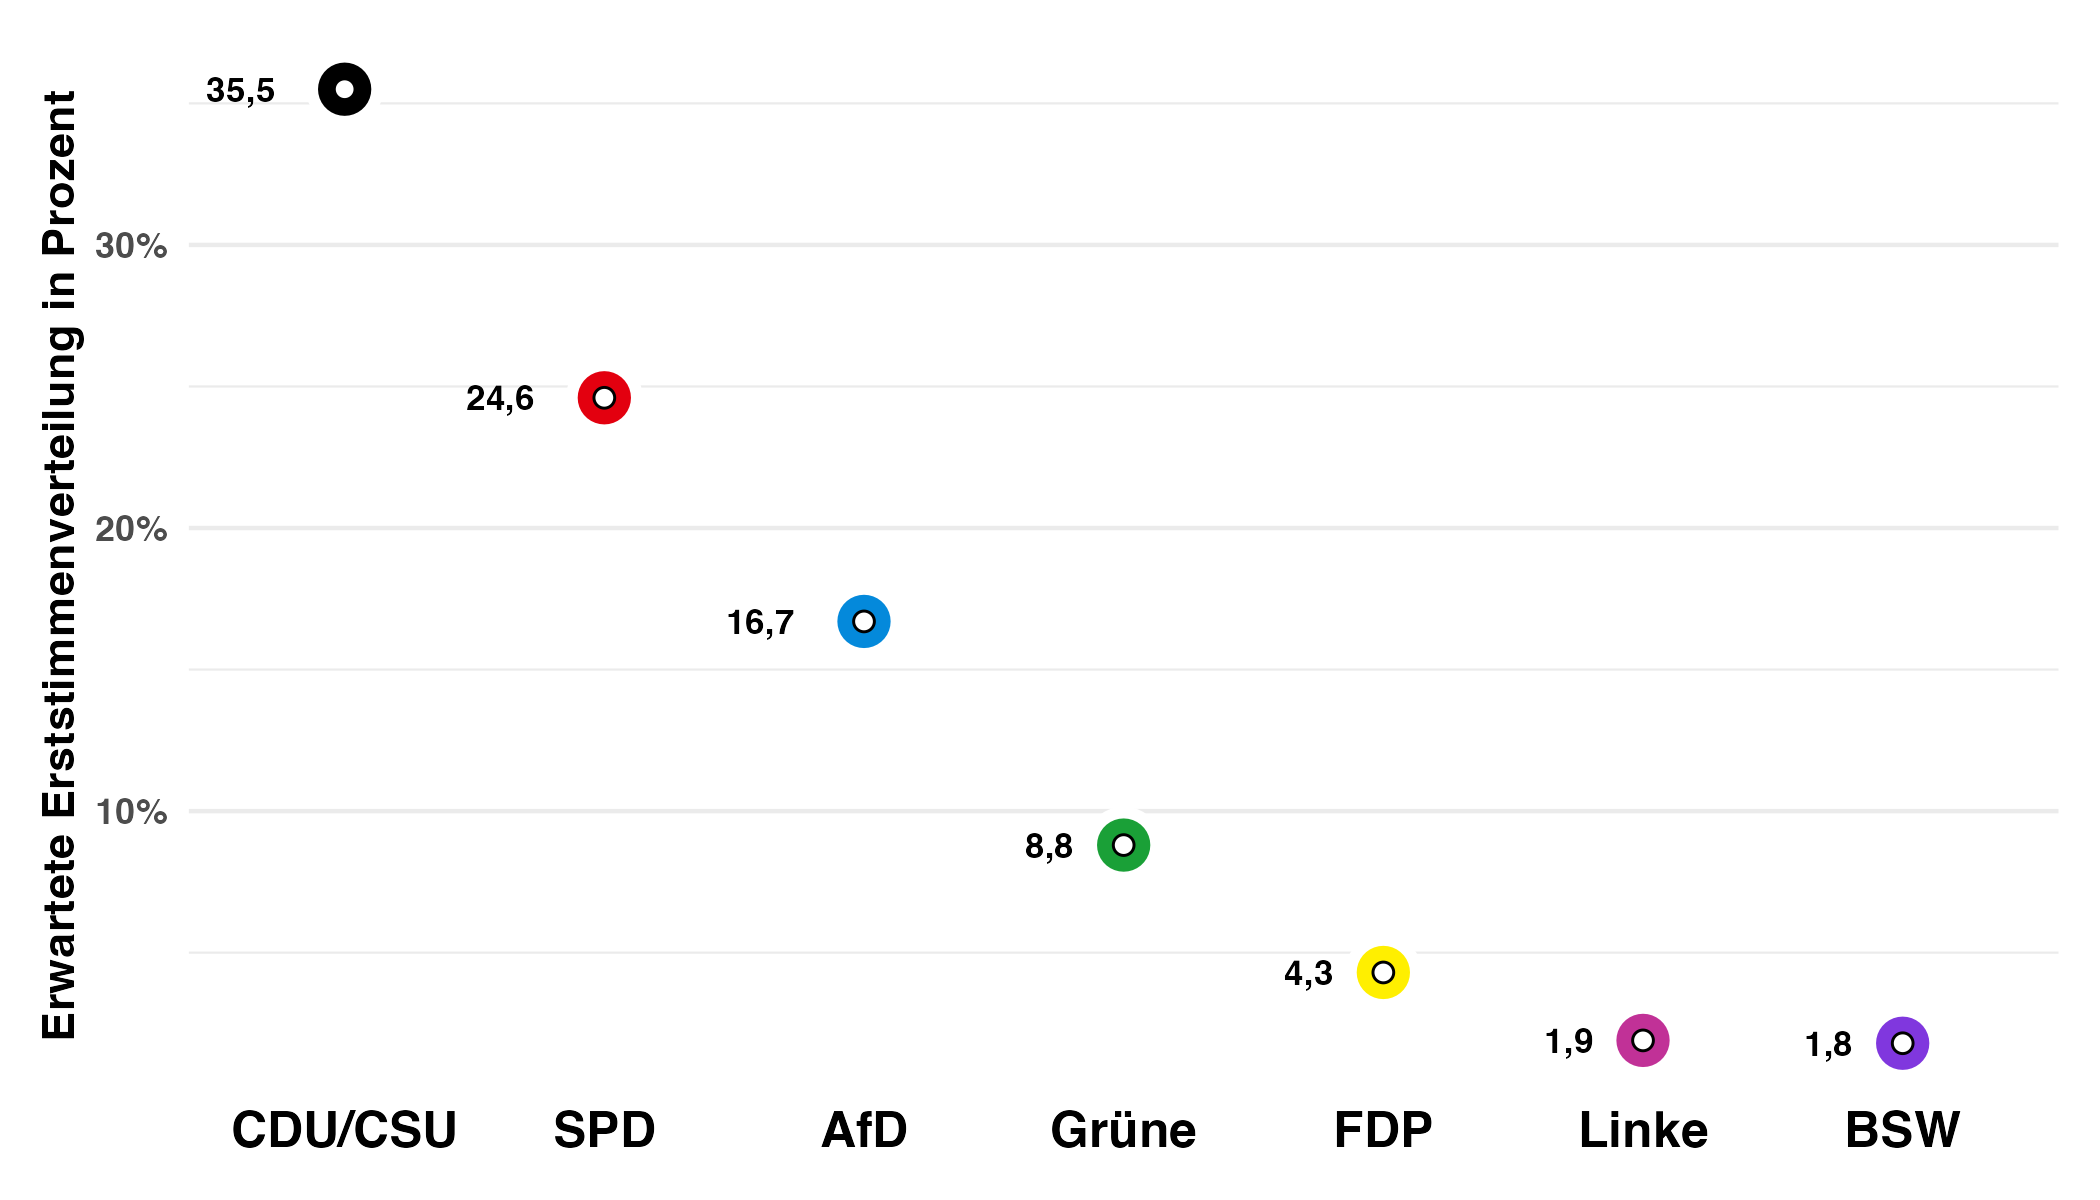 Erwartete Erststimmenverteilung in Prozent
30%
20%
10%
35,5
24,6
16,7
8,8
4,3
1,9
1,8
CDU/CSU
SPD
AfD
Grüne
FDP
Linke
BSW